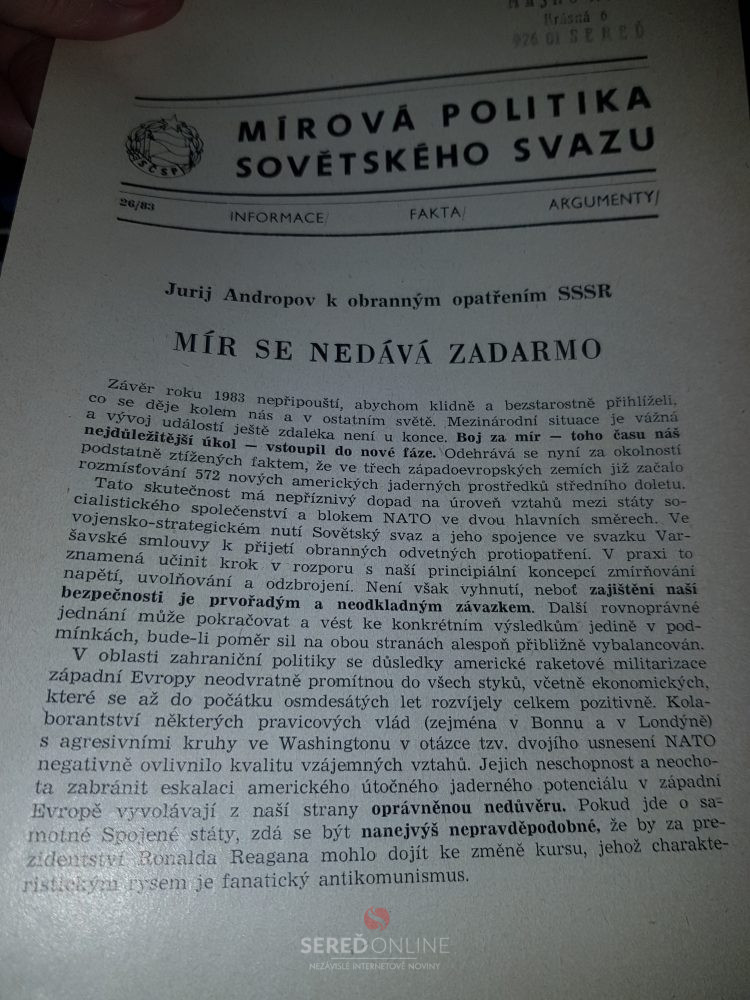 Krásná 6
926 01 SEREĎ
MÍROVÁ POLITIKA
SOVĚTSKÉHO SVAZU
SČSP
26/83
INFORMACE/
FAKTA/
ARGUMENTY/
Jurij Andropov k obranným opatřením SSSR
MÍR SE NEDÁVÁ ZADARMO
Závěr roku 1983 nepřipouští, abychom klidně a bezstarostně přihlíželi,
co se děje kolem nás a v ostatním světě. Mezinárodní situace je vážná
a vývoj událostí ještě zdaleka není u konce. Boj za mír — toho času náš
nejdůležitější úkol — vstoupil do nové fáze. Odehrává se nyní za okolností
podstatně ztížených faktem, že ve třech západoevropských zemích již začalo
rozmísťování 572 nových amerických jaderných prostředků středního doletu.
Tato skutečnost má nepříznivý dopad na úroveň vztahů mezi státy so-
cialistického společenství a blokem NATO ve dvou hlavních směrech. Ve
vojensko-strategickém nutí Sovětský svaz a jeho spojence ve svazku Var-
šavské smlouvy k přijetí obranných odvetných protiopatření. V praxi to
znamená učinit krok v rozporu s naší principiální koncepcí zmírňování
napětí, uvolňování a odzbrojení. Není však vyhnutí, neboť zajištění naší
bezpečnosti je prvořadým a neodkladným závazkem. Další rovnoprávné
jednání může pokračovat a vést ke konkrétním výsledkům jedině v pod-
mínkách, bude-li poměr sil na obou stranách alespoň přibližně vybalancován.
V oblasti zahraniční politiky se důsledky americké raketové militarizace
západní Evropy neodvratně promítnou do všech styků, včetně ekonomických,
které se až do počátku osmdesátých let rozvíjely celkem pozitivně. Kola-
borantství některých pravicových vlád (zejména v Bonnu a v Londýně)
s agresivními kruhy ve Washingtonu v otázce tzv. dvojího usnesení NATO
negativně ovlivnilo kvalitu vzájemných vztahů. Jejich neschopnost a neocho-
ta zabránit eskalaci amerického útočného jaderného potenciálu v západní
Evropě vyvolávají z naší strany oprávněnou nedůvěru. Pokud jde o sa-
motné Spojené státy, zdá se být nanejvýš nepravděpodobné, že by za pre-
zidentství Ronalda Reagana mohlo dojít ke změně kursu, jehož charakte-
ristickým rysem je fanatický antikomunismus.
SEREĎONLINE
NEZÁVISLÉ INTERNETOVÉ NOVINY